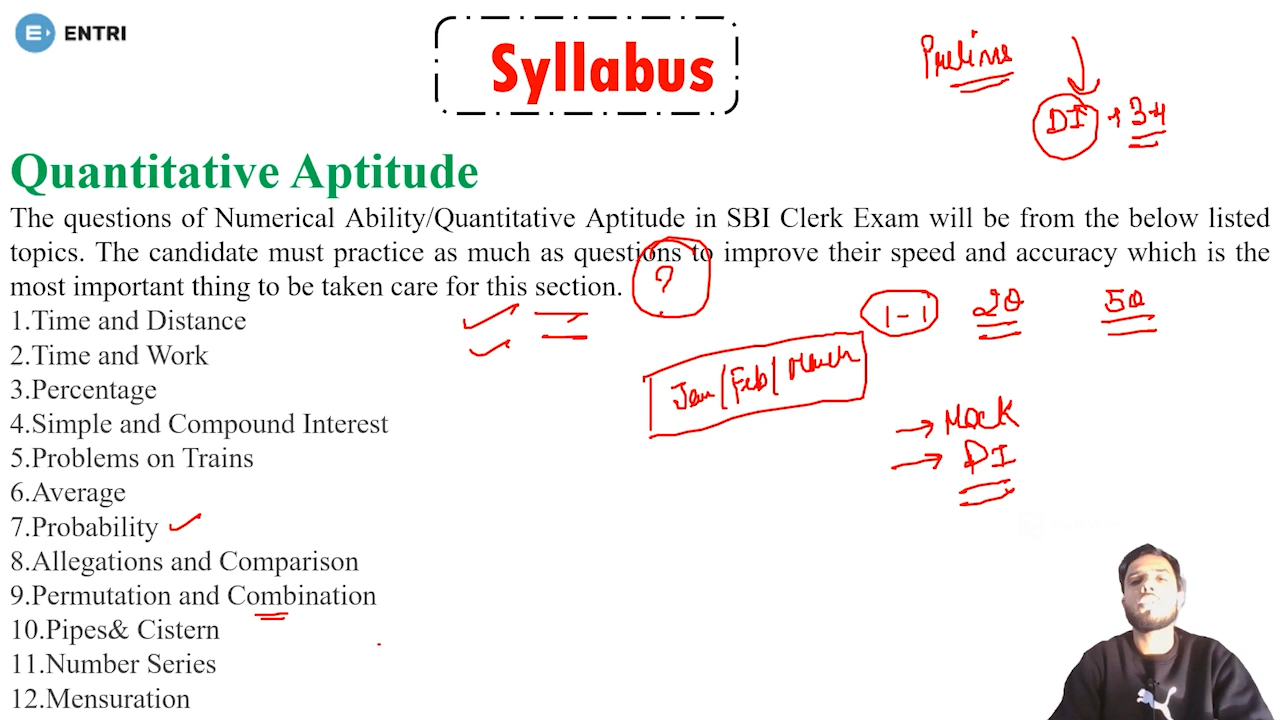 ENTRI
Syllabus
Prelims
DI + 34
Quantitative Aptitude
The questions of Numerical Ability/Quantitative Aptitude in SBI Clerk Exam will be from the below listed
topics. The candidate must practice as much as questions to improve their speed and accuracy which is the
most important thing to be taken care for this section.
?
1.Time and Distance
1-1
2Q
5Q
2.Time and Work
Jan/Feb/March
3.Percentage
4.Simple and Compound Interest
→ Mock
5.Problems on Trains
→ DI
6.Average
7.Probability
8.Allegations and Comparison
9.Permutation and Combination
10.Pipes& Cistern
11.Number Series
12.Mensuration